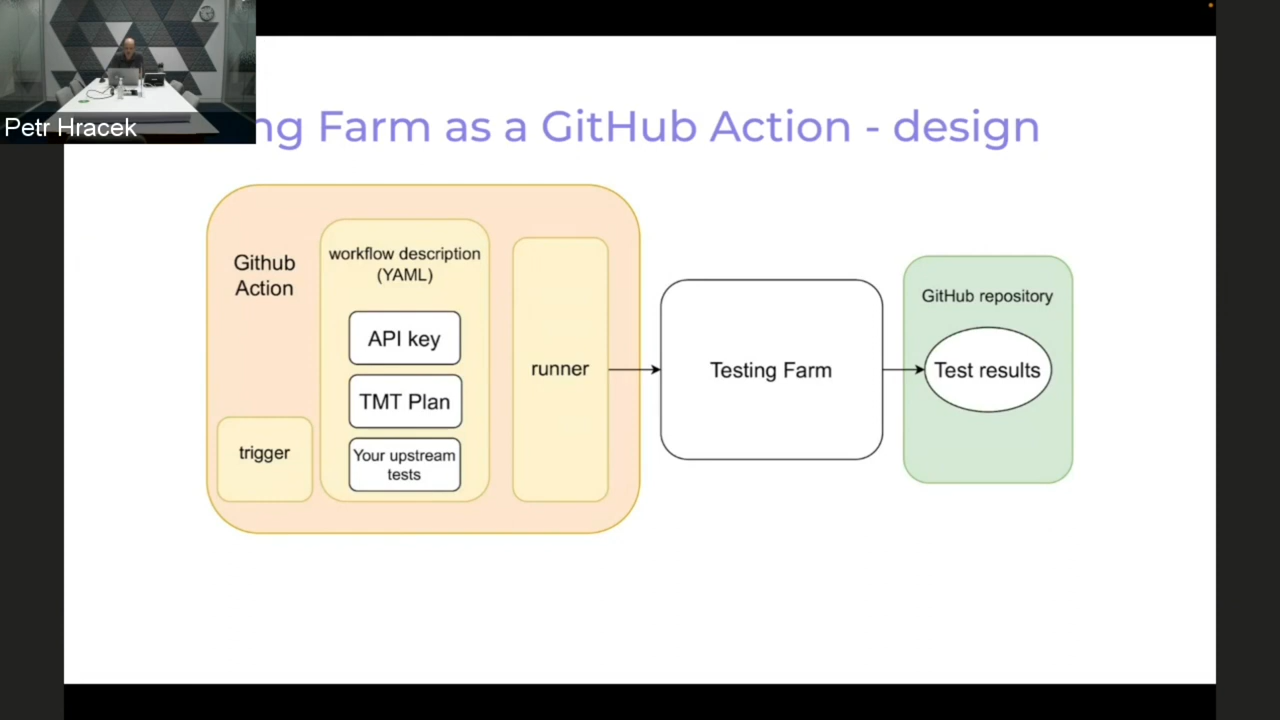 Petr Hracek
ng Farm as a GitHub Action - design
Github
Action
workflow description
(YAML)
API key
TMT Plan
Your upstream
tests
trigger
runner
Testing Farm
GitHub repository
Test results